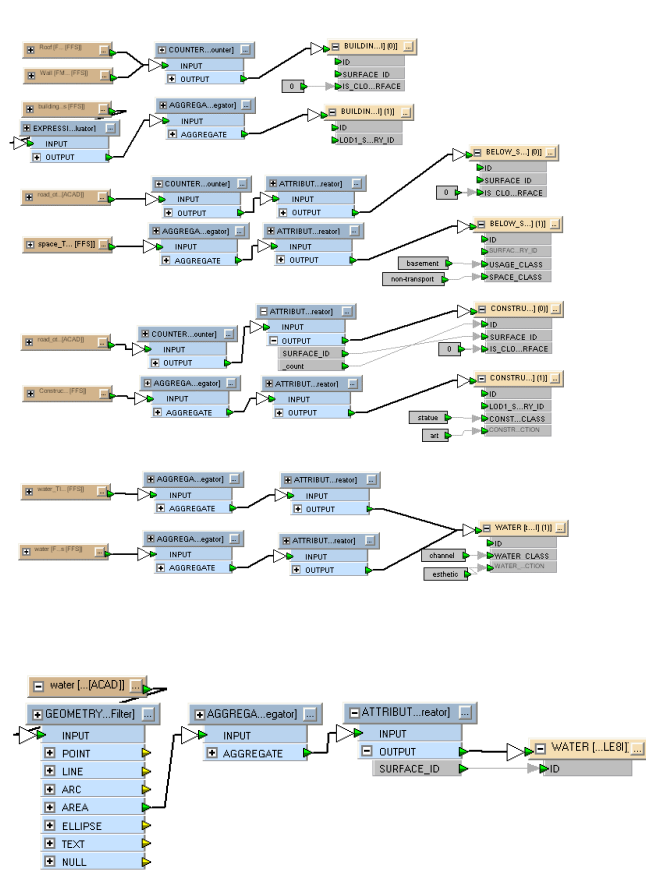 Roof [F... [FFS]]
COUNTER...ounter]
BUILDIN...l] (0)]
INPUT
ID
Wall [FM... [FFS]]
OUTPUT
SURFACE ID
0
IS_CLO...RFACE
building...s [FFS]]
AGGREGA...egator]
BUILDIN...l] (1)]
EXPRESSI...luator]
INPUT
ID
INPUT
AGGREGATE
LOD1_S...RY_ID
OUTPUT
BELOW_S...] (0)]
ID
road_ol...[ACAD]]
COUNTER...ounter]
ATTRIBUT...reator]
SURFACE ID
INPUT
INPUT
0
IS_CLO...RFACE
OUTPUT
OUTPUT
space_T... [FFS]]
AGGREGA...egator]
ATTRIBUT...reator]
BELOW_S...] (1)]
INPUT
INPUT
ID
AGGREGATE
OUTPUT
SURFAC...RY_ID
basement
USAGE_CLASS
non-transport
SPACE_CLASS
ATTRIBUT...reator]
CONSTRU...] (0)]
INPUT
ID
road_ol...[ACAD]]
COUNTER...ounter]
OUTPUT
SURFACE ID
INPUT
SURFACE_ID
0
IS_CLO...RFACE
OUTPUT
_count
Construc...[FFS]]
AGGREGA...egator]
ATTRIBUT...reator]
CONSTRU...] (1)]
INPUT
INPUT
ID
AGGREGATE
OUTPUT
LOD1_S...RY_ID
statue
CONST...CLASS
art
CONSTR...CTION
water_TI... [FFS]]
AGGREGA...egator]
ATTRIBUT...reator]
INPUT
INPUT
AGGREGATE
OUTPUT
WATER [t...l] (1)]
water [F...s [FFS]]
AGGREGA...egator]
ATTRIBUT...reator]
ID
INPUT
INPUT
channel
WATER CLASS
AGGREGATE
OUTPUT
esthetic
WATER_...CTION
water [...[ACAD]]
GEOMETRY...Filter]
AGGREGA...egator]
ATTRIBUT...reator]
INPUT
INPUT
INPUT
POINT
AGGREGATE
OUTPUT
WATER [...LE8l]
LINE
SURFACE_ID
ID
ARC
AREA
ELLIPSE
TEXT
NULL